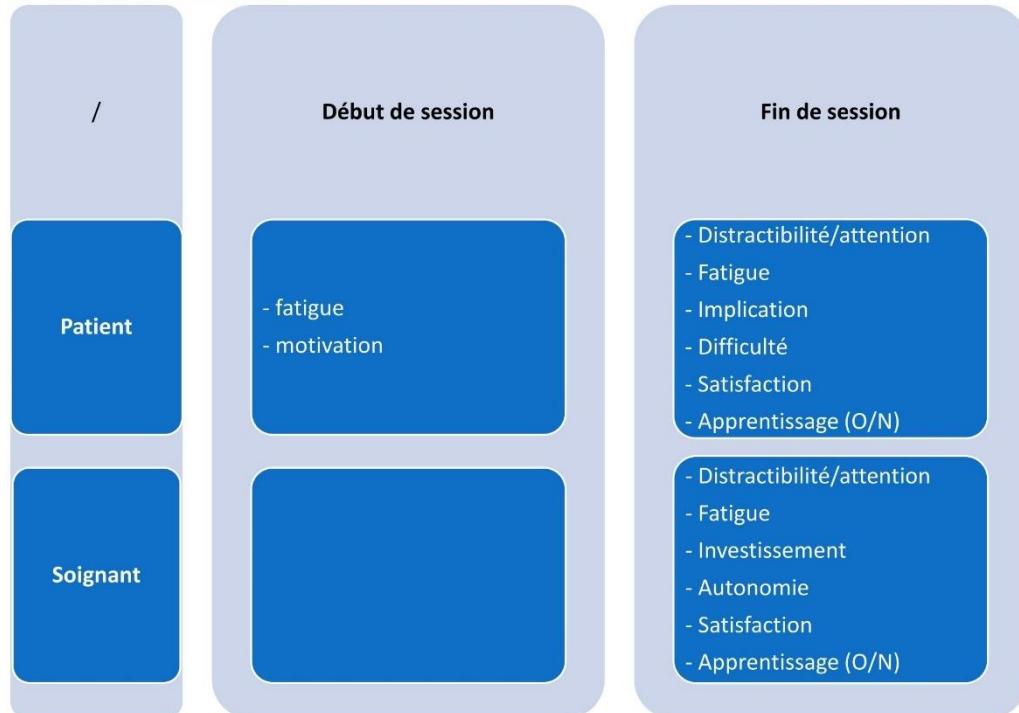 /
Début de session
Fin de session
Patient
- fatigue
- motivation
- Distractibilité/attention
- Fatigue
- Implication
- Difficulté
- Satisfaction
- Apprentissage (O/N)
Soignant
- Distractibilité/attention
- Fatigue
- Investissement
- Autonomie
- Satisfaction
- Apprentissage (O/N)